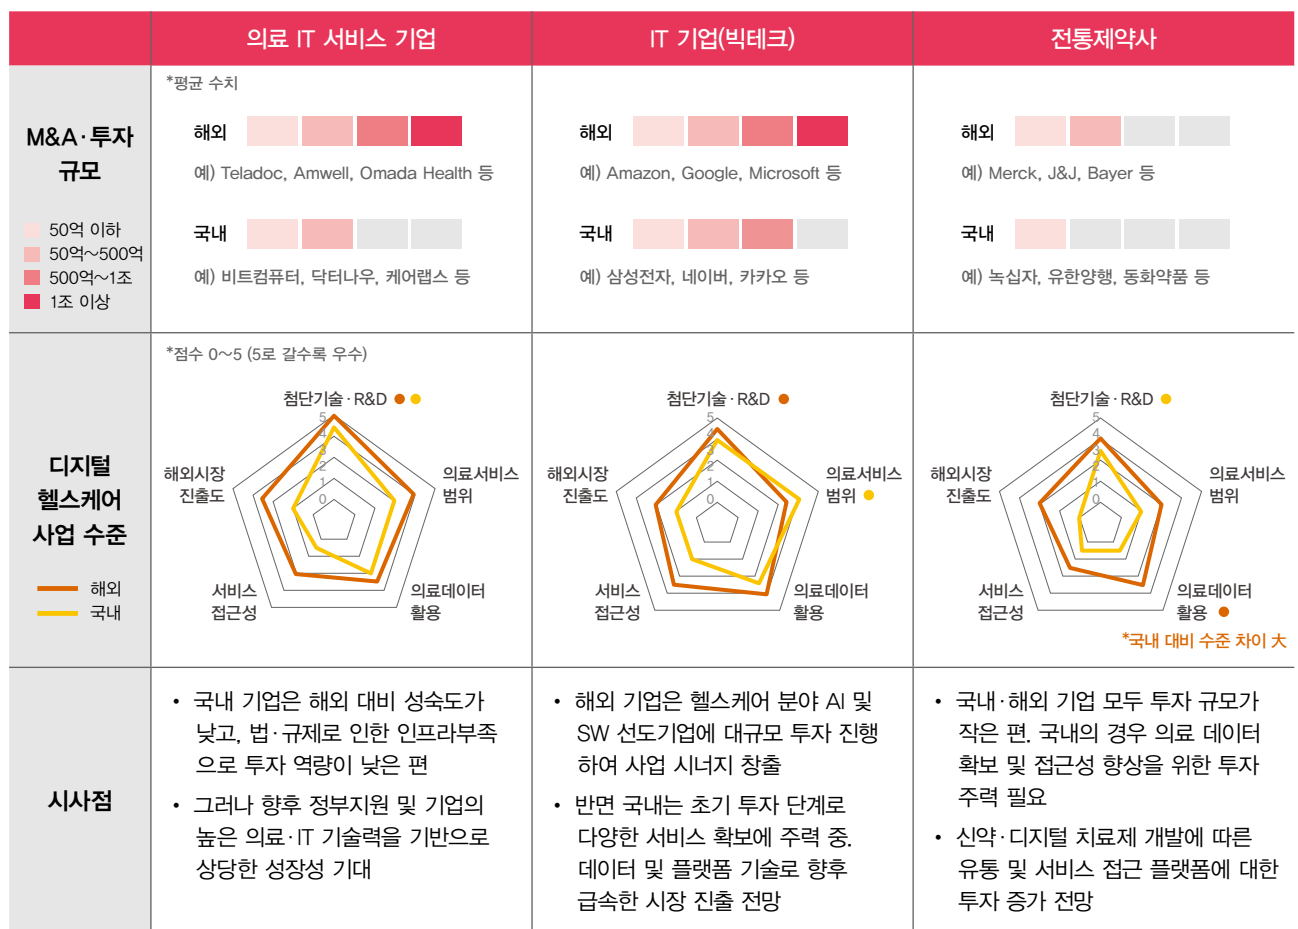 의료 IT 서비스 기업
IT 기업(빅테크)
전통제약사
M&A·투자
규모
50억 이하
50억~500억
500억~1조
1조 이상
*평균 수치
해외
예) Teladoc, Amwell, Omada Health 등
국내
예) 비트컴퓨터, 닥터나우, 케어랩스 등
해외
예) Amazon, Google, Microsoft 등
국내
예) 삼성전자, 네이버, 카카오 등
해외
예) Merck, J&J, Bayer 등
국내
예) 녹십자, 유한양행, 동화약품 등
디지털
헬스케어
사업 수준
해외
국내
*점수 0~5 (5로 갈수록 우수)
첨단기술·R&D
5
4
3
2
1
0
해외시장
진출도
의료서비스
범위
서비스
접근성
의료데이터
활용
첨단기술·R&D
5
4
3
2
1
0
해외시장
진출도
의료서비스
범위
서비스
접근성
의료데이터
활용
첨단기술·R&D
5
4
3
2
1
0
해외시장
진출도
의료서비스
범위
서비스
접근성
의료데이터
활용
*국내 대비 수준 차이 大
시사점
• 국내 기업은 해외 대비 성숙도가
낮고, 법·규제로 인한 인프라부족
으로 투자 역량이 낮은 편
• 그러나 향후 정부지원 및 기업의
높은 의료·IT 기술력을 기반으로
상당한 성장성 기대
• 해외 기업은 헬스케어 분야 AI 및
SW 선도기업에 대규모 투자 진행
하여 사업 시너지 창출
• 반면 국내는 초기 투자 단계로
다양한 서비스 확보에 주력 중.
데이터 및 플랫폼 기술로 향후
급속한 시장 진출 전망
• 국내·해외 기업 모두 투자 규모가
작은 편. 국내의 경우 의료 데이터
확보 및 접근성 향상을 위한 투자
주력 필요
• 신약·디지털 치료제 개발에 따른
유통 및 서비스 접근 플랫폼에 대한
투자 증가 전망